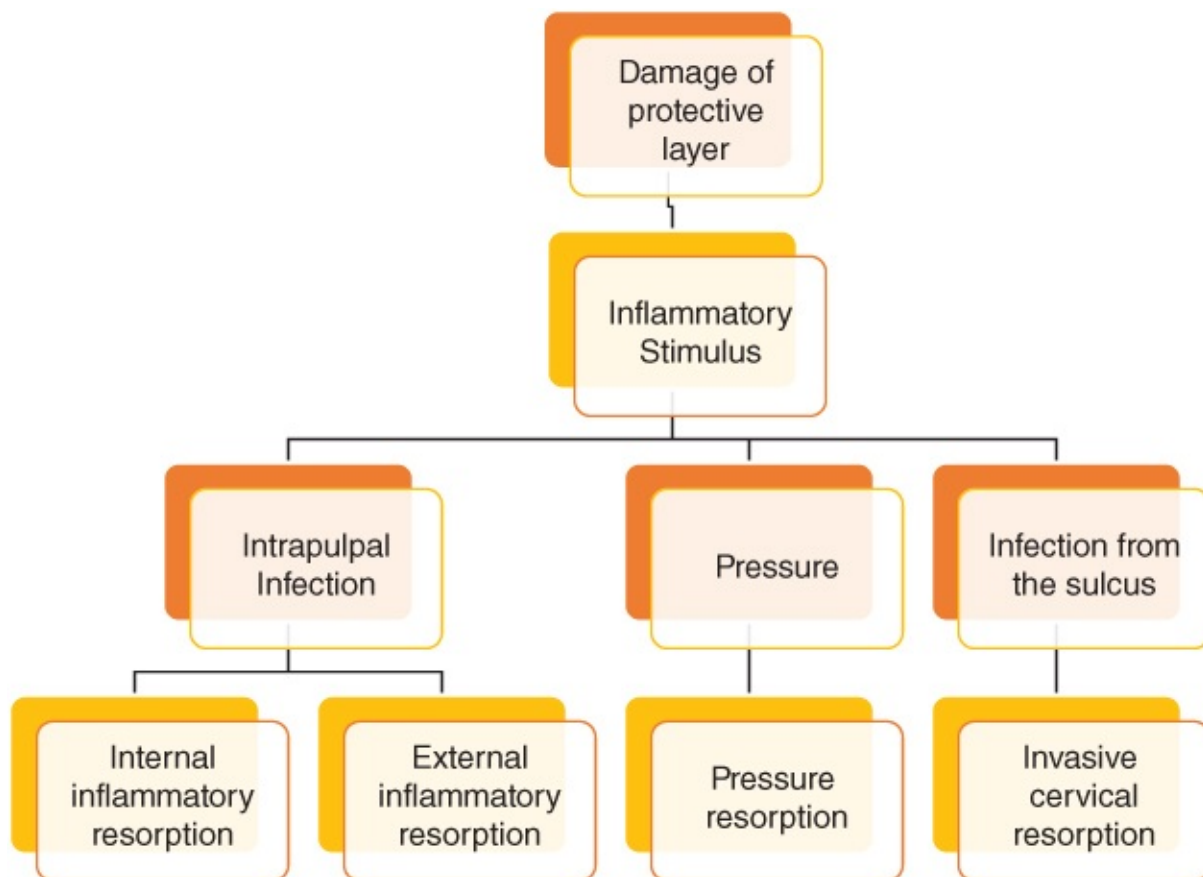 Damage of
protective
layer
Inflammatory
Stimulus
Intrapulpal
Infection
Pressure
Infection from
the sulcus
Internal
inflammatory
resorption
External
inflammatory
resorption
Pressure
resorption
Invasive
cervical
resorption